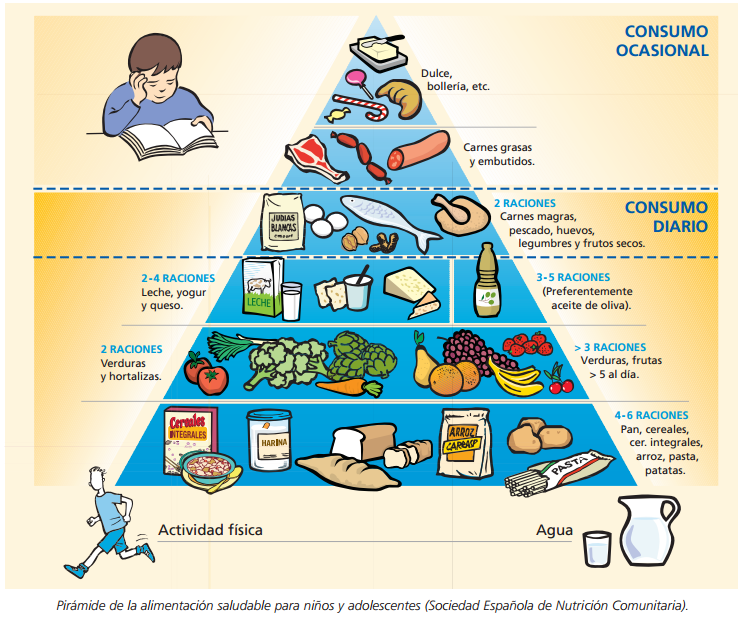 CONSUMO
OCASIONAL
Dulce,
bollería, etc.
Carnes grasas
y embutidos.
2 RACIONES
Carnes magras,
pescado, huevos,
legumbres y frutos secos.
CONSUMO
DIARIO
JUDIAS
BLANCAS
2-4 RACIONES
Leche, yogur
y queso.
LECHE
3-5 RACIONES
(Preferentemente
aceite de oliva).
2 RACIONES
Verduras
y hortalizas.
> 3 RACIONES
Verduras, frutas
> 5 al día.
Cereales
INTEGRALES
HARINA
ARROZ
PASTA
4-6 RACIONES
Pan, cereales,
cer. integrales,
arroz, pasta,
patatas.
Actividad física
Agua
Pirámide de la alimentación saludable para niños y adolescentes (Sociedad Española de Nutrición Comunitaria).